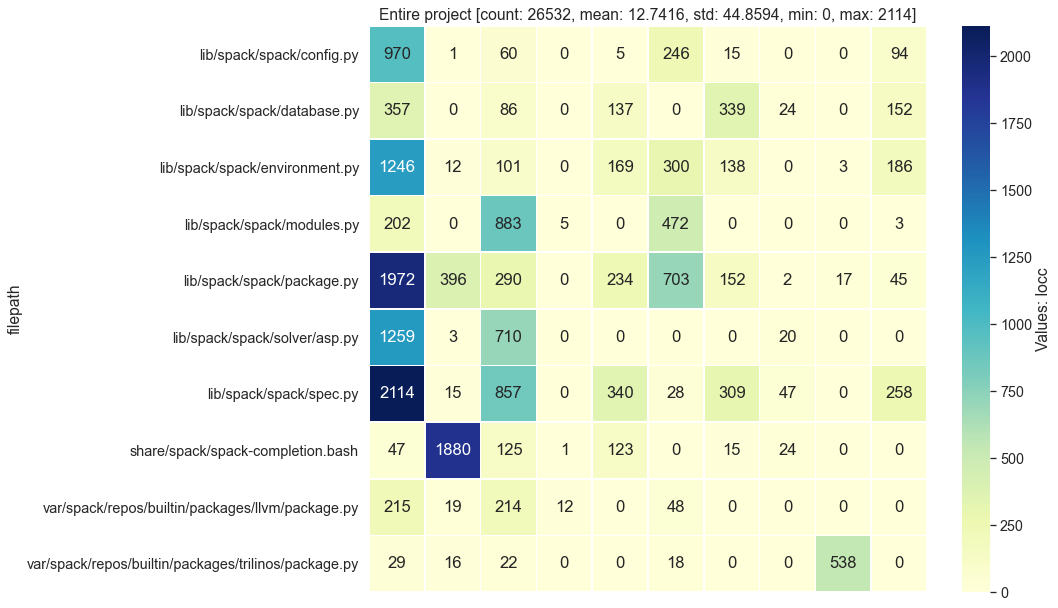 Entire project [count: 26532, mean: 12.7416, std: 44.8594, min: 0, max: 2114]
filepath
lib/spack/spack/config.py 970 1 60 0 5 246 15 0 0 94
lib/spack/spack/database.py 357 0 86 0 137 0 339 24 0 152
lib/spack/spack/environment.py 1246 12 101 0 169 300 138 0 3 186
lib/spack/spack/modules.py 202 0 883 5 0 472 0 0 0 3
lib/spack/spack/package.py 1972 396 290 0 234 703 152 2 17 45
lib/spack/spack/solver/asp.py 1259 3 710 0 0 0 0 20 0 0
lib/spack/spack/spec.py 2114 15 857 0 340 28 309 47 0 258
share/spack/spack-completion.bash 47 1880 125 1 123 0 15 24 0 0
var/spack/repos/builtin/packages/llvm/package.py 215 19 214 12 0 48 0 0 0 0
var/spack/repos/builtin/packages/trilinos/package.py 29 16 22 0 0 18 0 0 538 0
2000
1750
1500
1250
1000
750
500
250
0
Values: locc